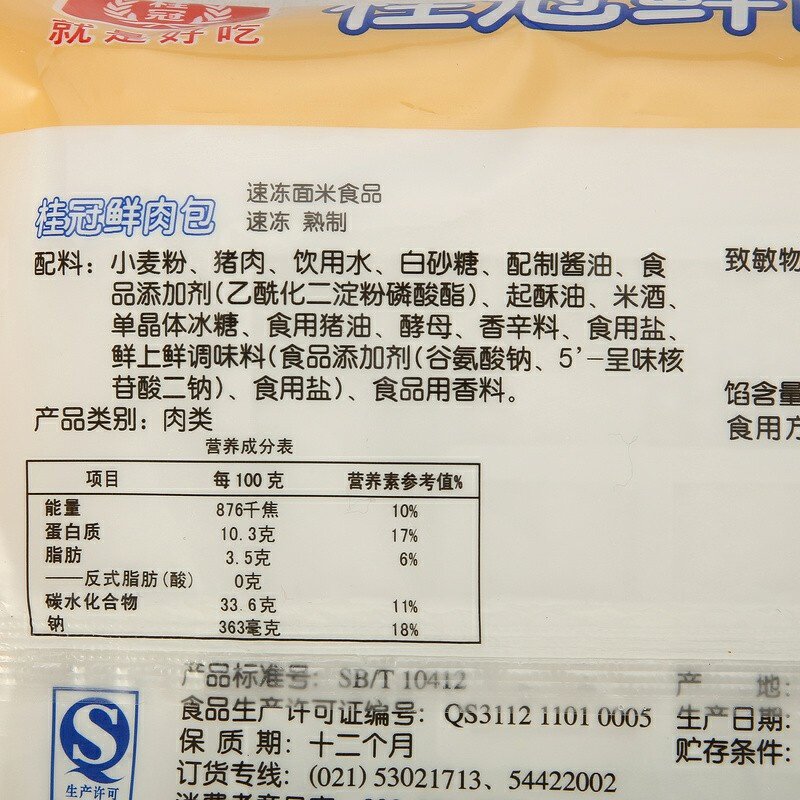 桂冠
就是好吃
桂冠鲜
桂冠鲜肉包
速冻面米食品
速冻 熟制
配料：小麦粉、猪肉、饮用水、白砂糖、配制酱油、食
品添加剂(乙酰化二淀粉磷酸酯)、起酥油、米酒、
单晶体冰糖、食用猪油、酵母、香辛料、食用盐、
鲜上鲜调味料(食品添加剂(谷氨酸钠、5'-呈味核
苷酸二钠)、食用盐)、食品用香料。
产品类别：肉类
致敏物
馅含量
食用方
营养成分表
项目 每100克 营养素参考值%
能量 876千焦 10%
蛋白质 10.3克 17%
脂肪 3.5克 6%
——反式脂肪(酸) 0克
碳水化合物 33.6克 11%
钠 363毫克 18%
产品标准号：SB/T 10412
食品生产许可证编号：QS3112 1101 0005
保质期：十二个月
订货专线：(021) 53021713、54422002
产 地：
生产日期：
贮存条件：
生产许可